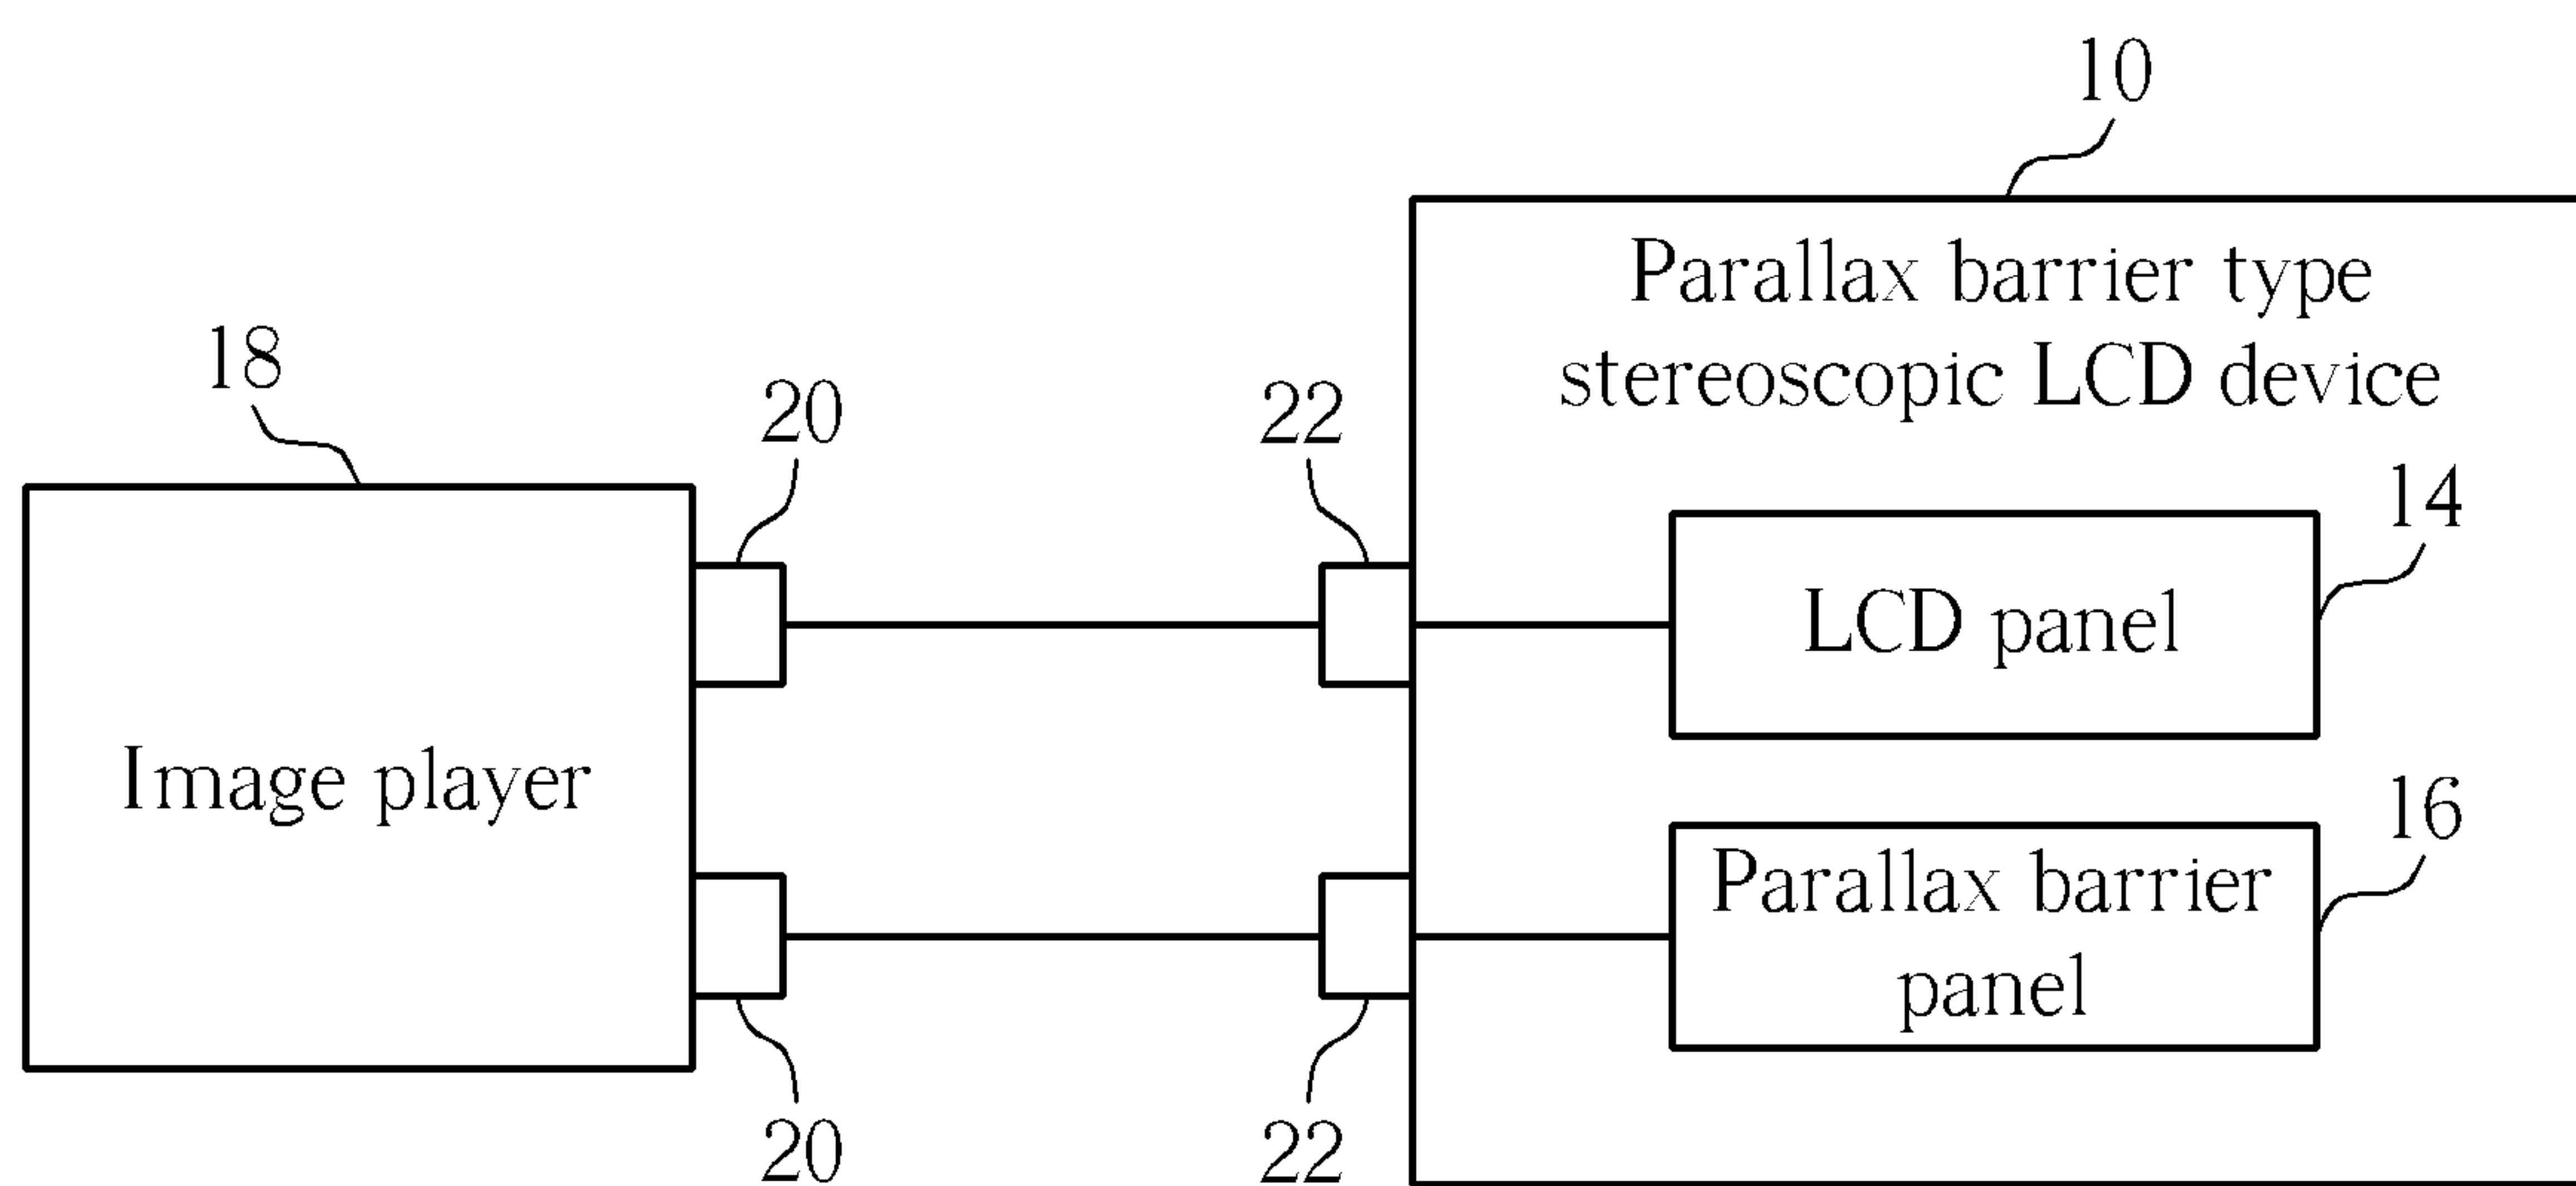 10
Parallax barrier type
stereoscopic LCD device
18
20
22
14
LCD panel
Image player
16
Parallax barrier
panel
20
22